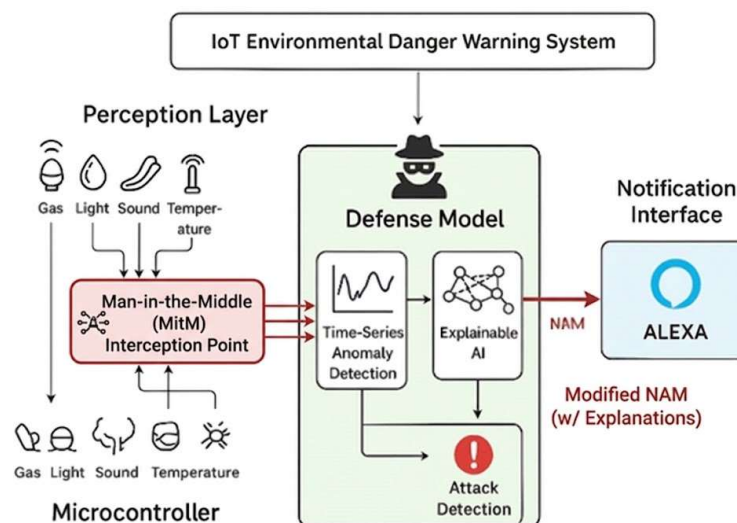 IoT Environmental Danger Warning System
Perception Layer
Gas Light Sound Temper-
ature
Man-in-the-Middle
(MitM)
Interception Point
Gas Light Sound Temperature
Microcontroller
Defense Model
Time-Series
Anomaly
Detection
Explainable
AI
Attack
Detection
NAM
Modified NAM
(w/ Explanations)
Notification
Interface
ALEXA